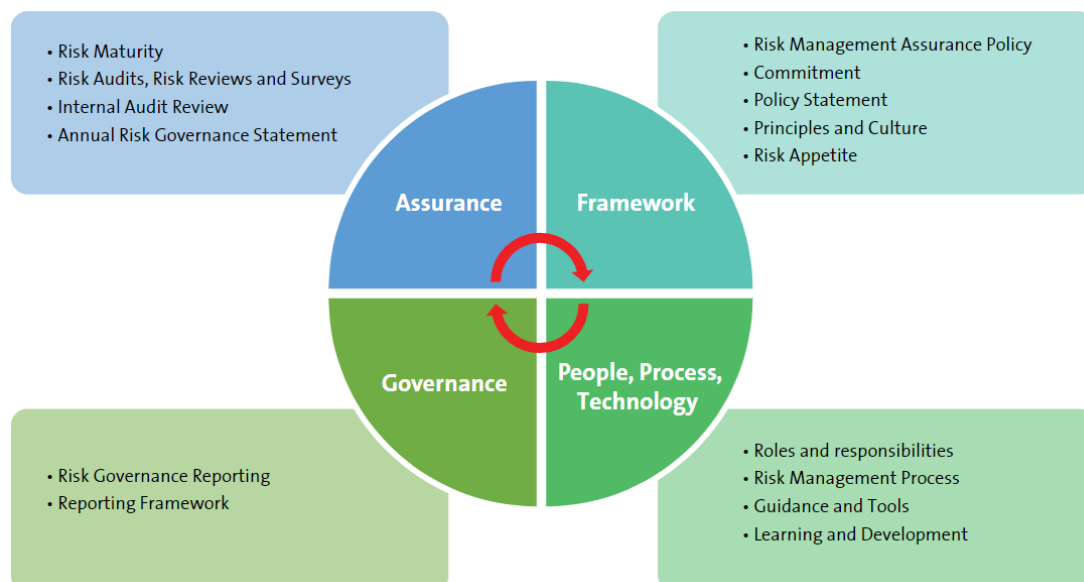 • Risk Maturity
• Risk Audits, Risk Reviews and Surveys
• Internal Audit Review
• Annual Risk Governance Statement
• Risk Management Assurance Policy
• Commitment
• Policy Statement
• Principles and Culture
• Risk Appetite
Assurance
Framework
Governance
People, Process,
Technology
• Risk Governance Reporting
• Reporting Framework
• Roles and responsibilities
• Risk Management Process
• Guidance and Tools
• Learning and Development